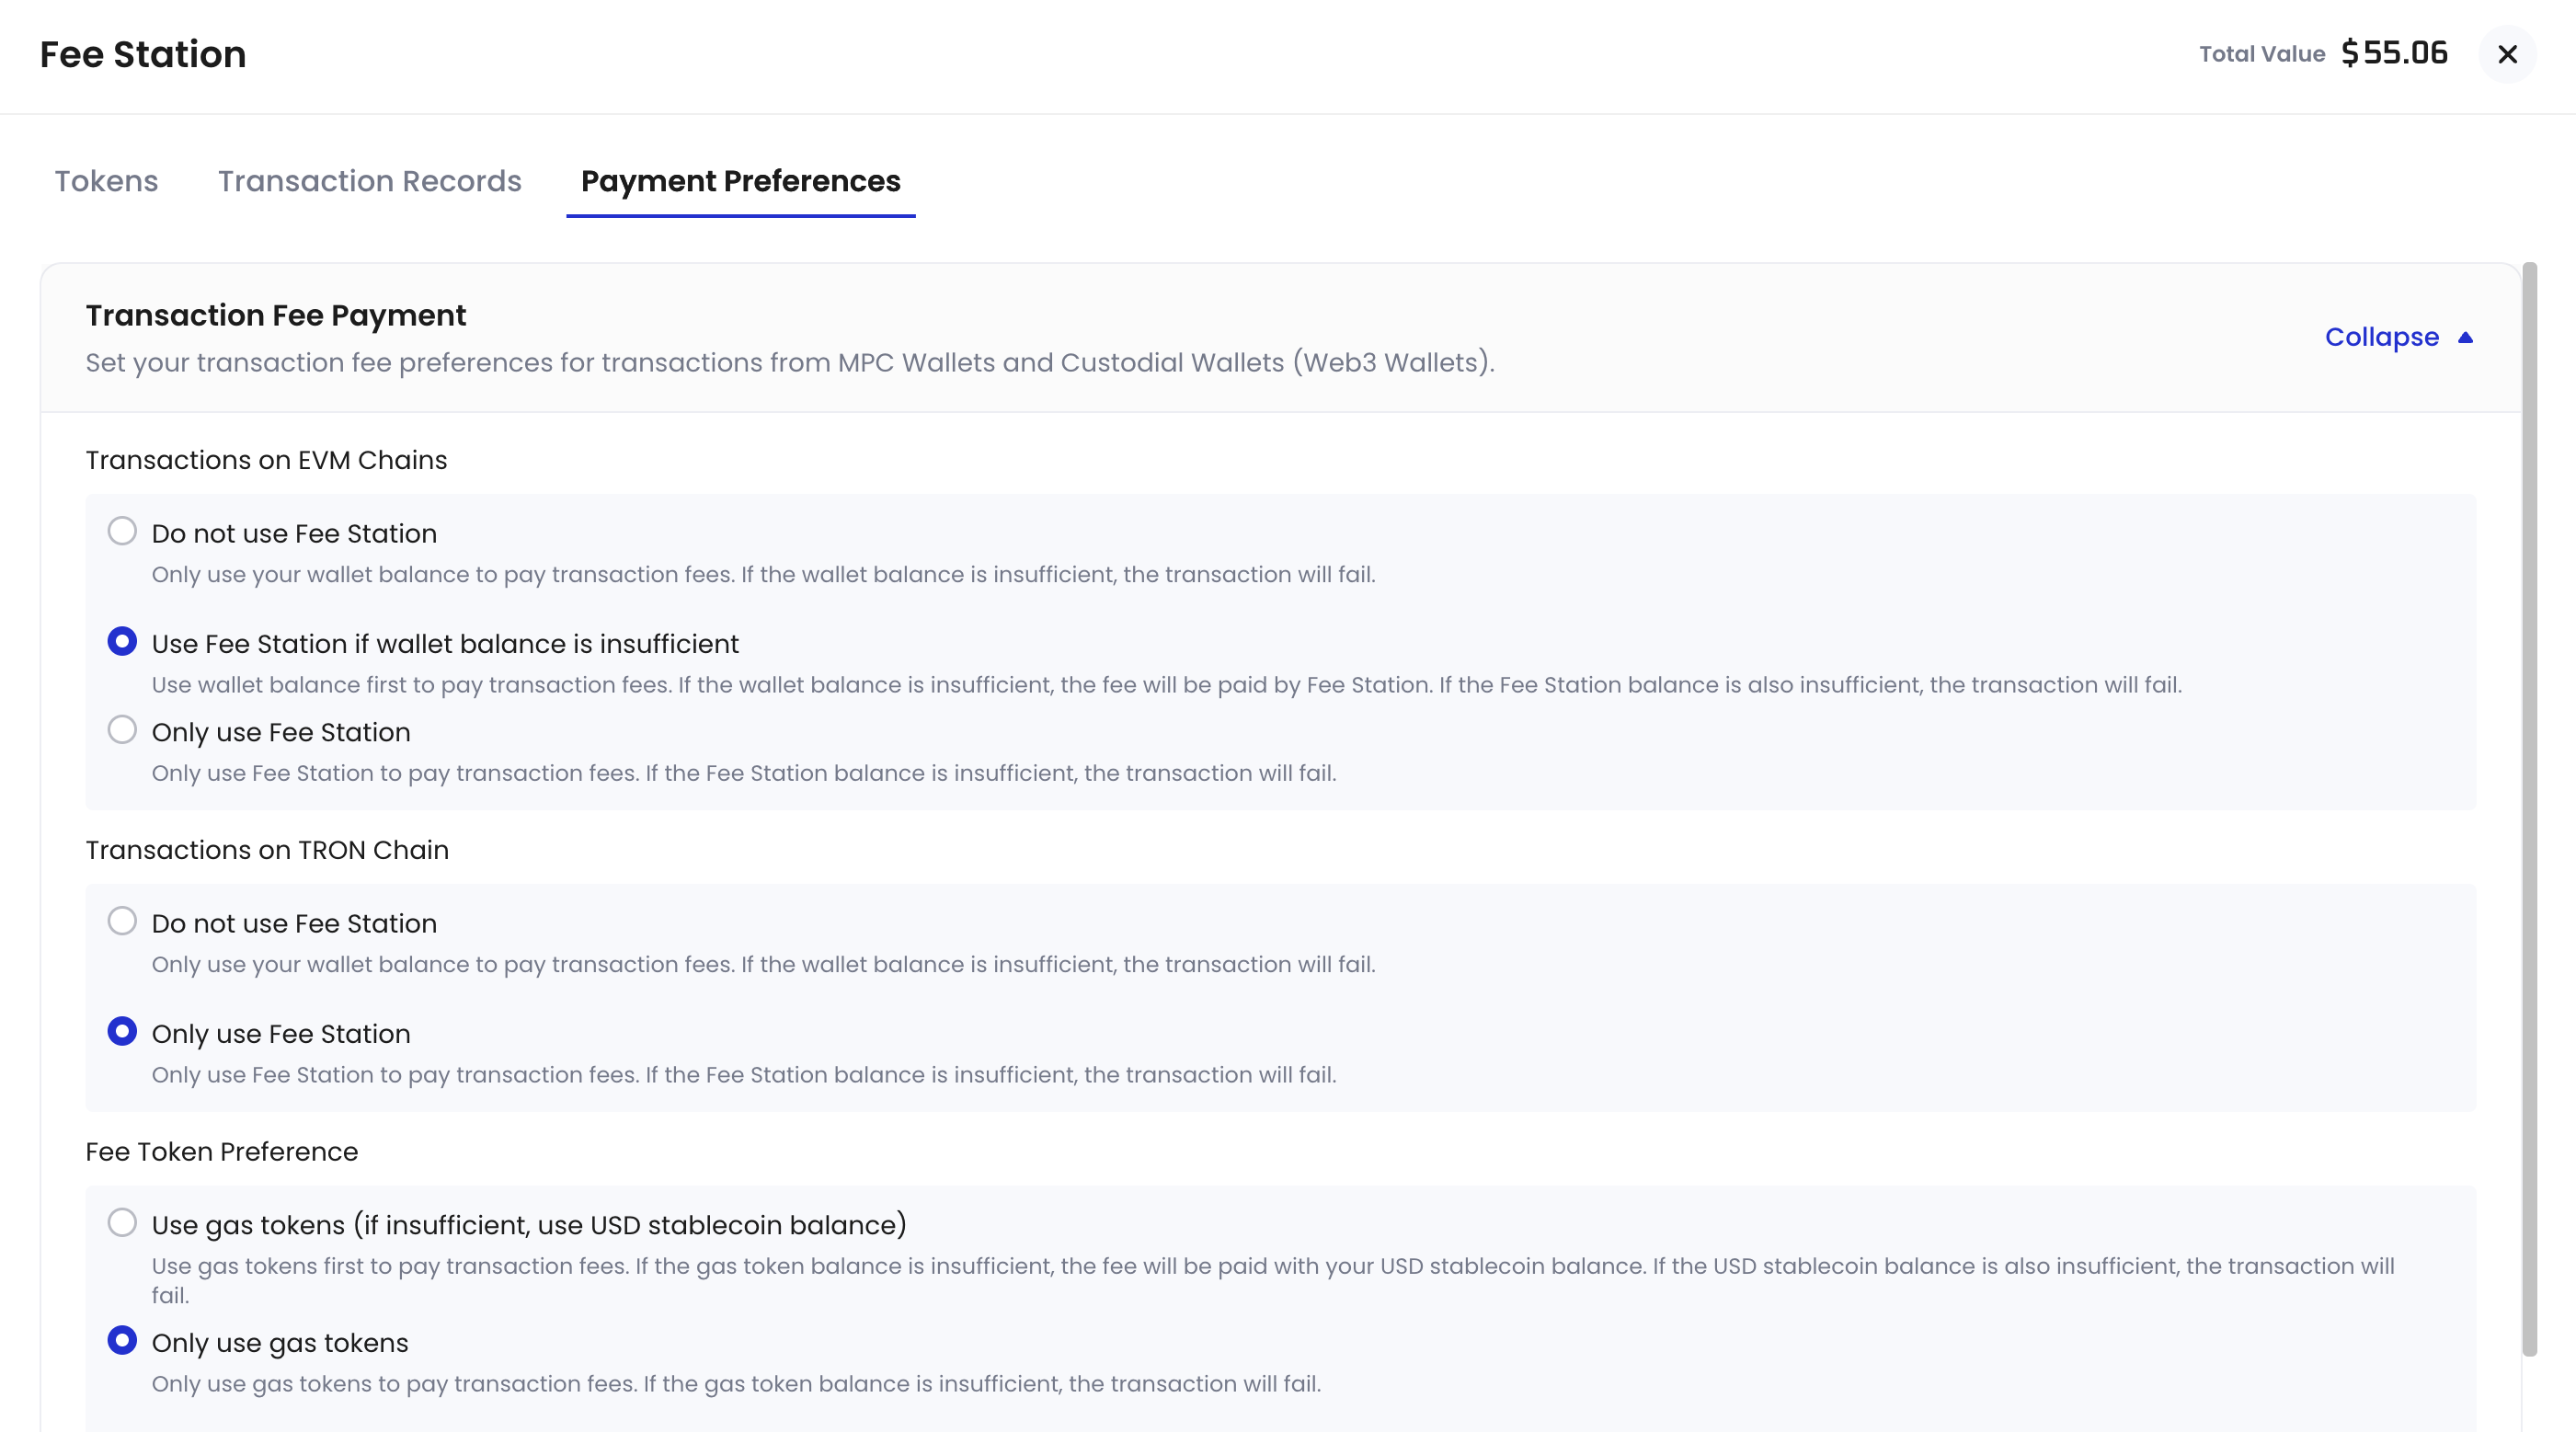 Fee Station
Total Value $55.06
Tokens
Transaction Records
Payment Preferences
Transaction Fee Payment
Set your transaction fee preferences for transactions from MPC Wallets and Custodial Wallets (Web3 Wallets).
Collapse
Transactions on EVM Chains
Do not use Fee Station
Only use your wallet balance to pay transaction fees. If the wallet balance is insufficient, the transaction will fail.
Use Fee Station if wallet balance is insufficient
Use wallet balance first to pay transaction fees. If the wallet balance is insufficient, the fee will be paid by Fee Station. If the Fee Station balance is also insufficient, the transaction will fail.
Only use Fee Station
Only use Fee Station to pay transaction fees. If the Fee Station balance is insufficient, the transaction will fail.
Transactions on TRON Chain
Do not use Fee Station
Only use your wallet balance to pay transaction fees. If the wallet balance is insufficient, the transaction will fail.
Only use Fee Station
Only use Fee Station to pay transaction fees. If the Fee Station balance is insufficient, the transaction will fail.
Fee Token Preference
Use gas tokens (if insufficient, use USD stablecoin balance)
Use gas tokens first to pay transaction fees. If the gas token balance is insufficient, the fee will be paid with your USD stablecoin balance. If the USD stablecoin balance is also insufficient, the transaction will
fail.
Only use gas tokens
Only use gas tokens to pay transaction fees. If the gas token balance is insufficient, the transaction will fail.